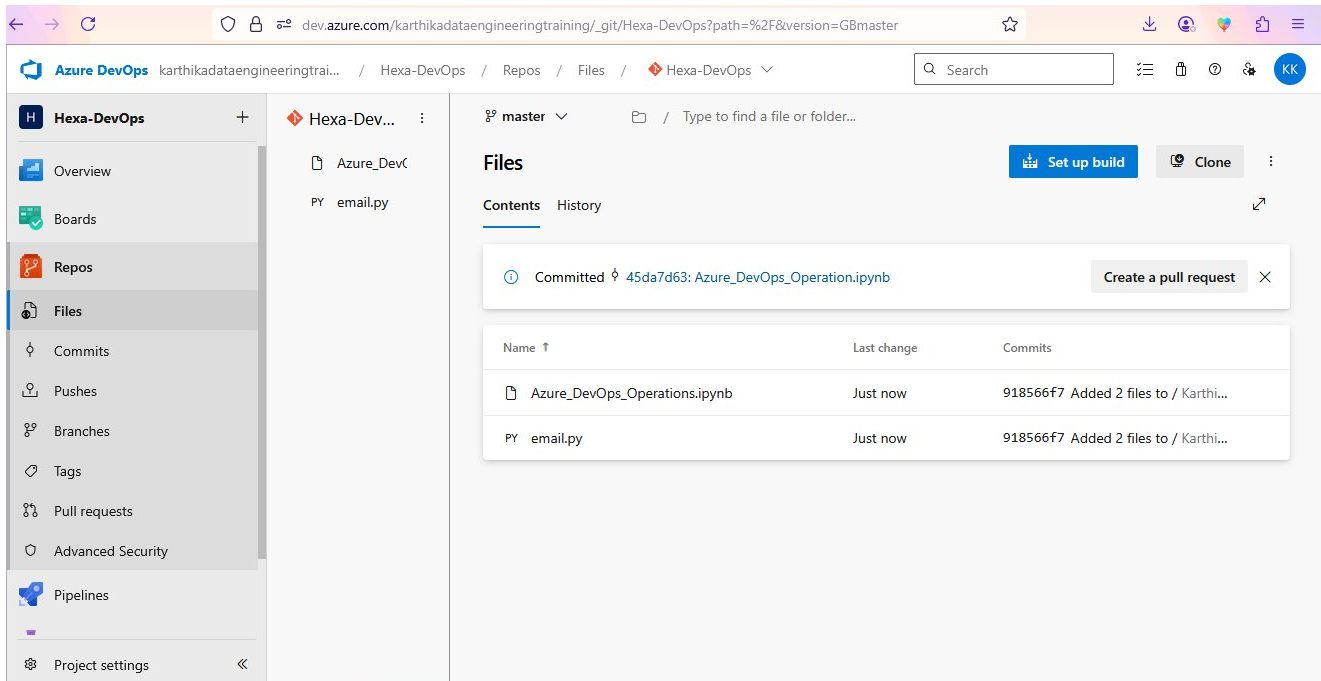 dev.azure.com/karthikadataengineeringtraining/_git/Hexa-DevOps?path=%2F&version=GBmaster
Azure DevOps karthikadataengineeringtrai... / Hexa-DevOps / Repos / Files / Hexa-DevOps
Search
KK
H Hexa-DevOps +
Overview
Boards
Repos
Files
Commits
Pushes
Branches
Tags
Pull requests
Advanced Security
Pipelines
Project settings
Hexa-Dev...
Azure_DevC
PY email.py
master
/ Type to find a file or folder...
Files
Set up build
Clone
Contents History
Committed 45da7d63: Azure_DevOps_Operation.ipynb
Create a pull request
Name ↑ Last change Commits
Azure_DevOps_Operations.ipynb Just now 918566f7 Added 2 files to / Karthi...
PY email.py Just now 918566f7 Added 2 files to / Karthi...